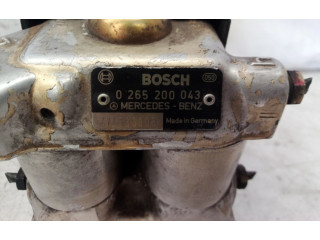 BOSCH
0 265 200 043
MERCEDES-BENZ
Made in Germany